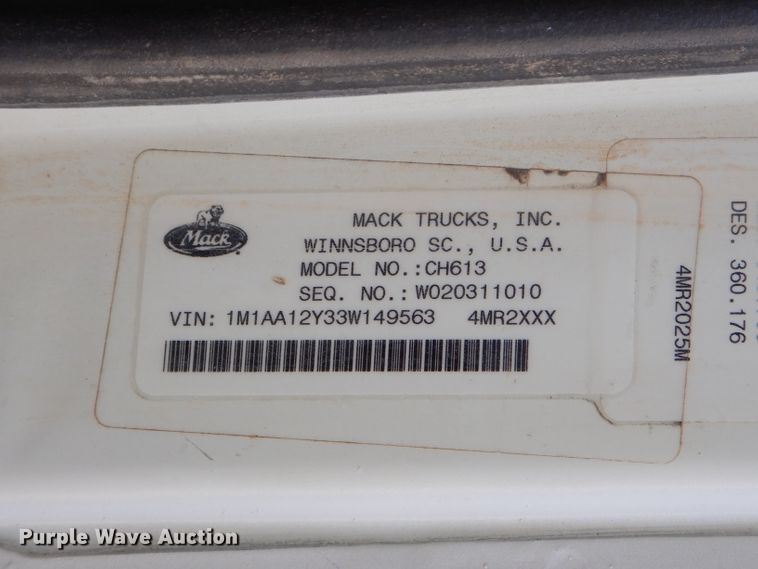 Mack
MACK TRUCKS, INC.
WINNSBORO SC., U.S.A.
MODEL NO.:CH613
SEQ. NO.:W020311010
VIN: 1M1AA12Y33W149563 4MR2XXX
4MR2025M
DES. 360.176
Purple Wave Auction